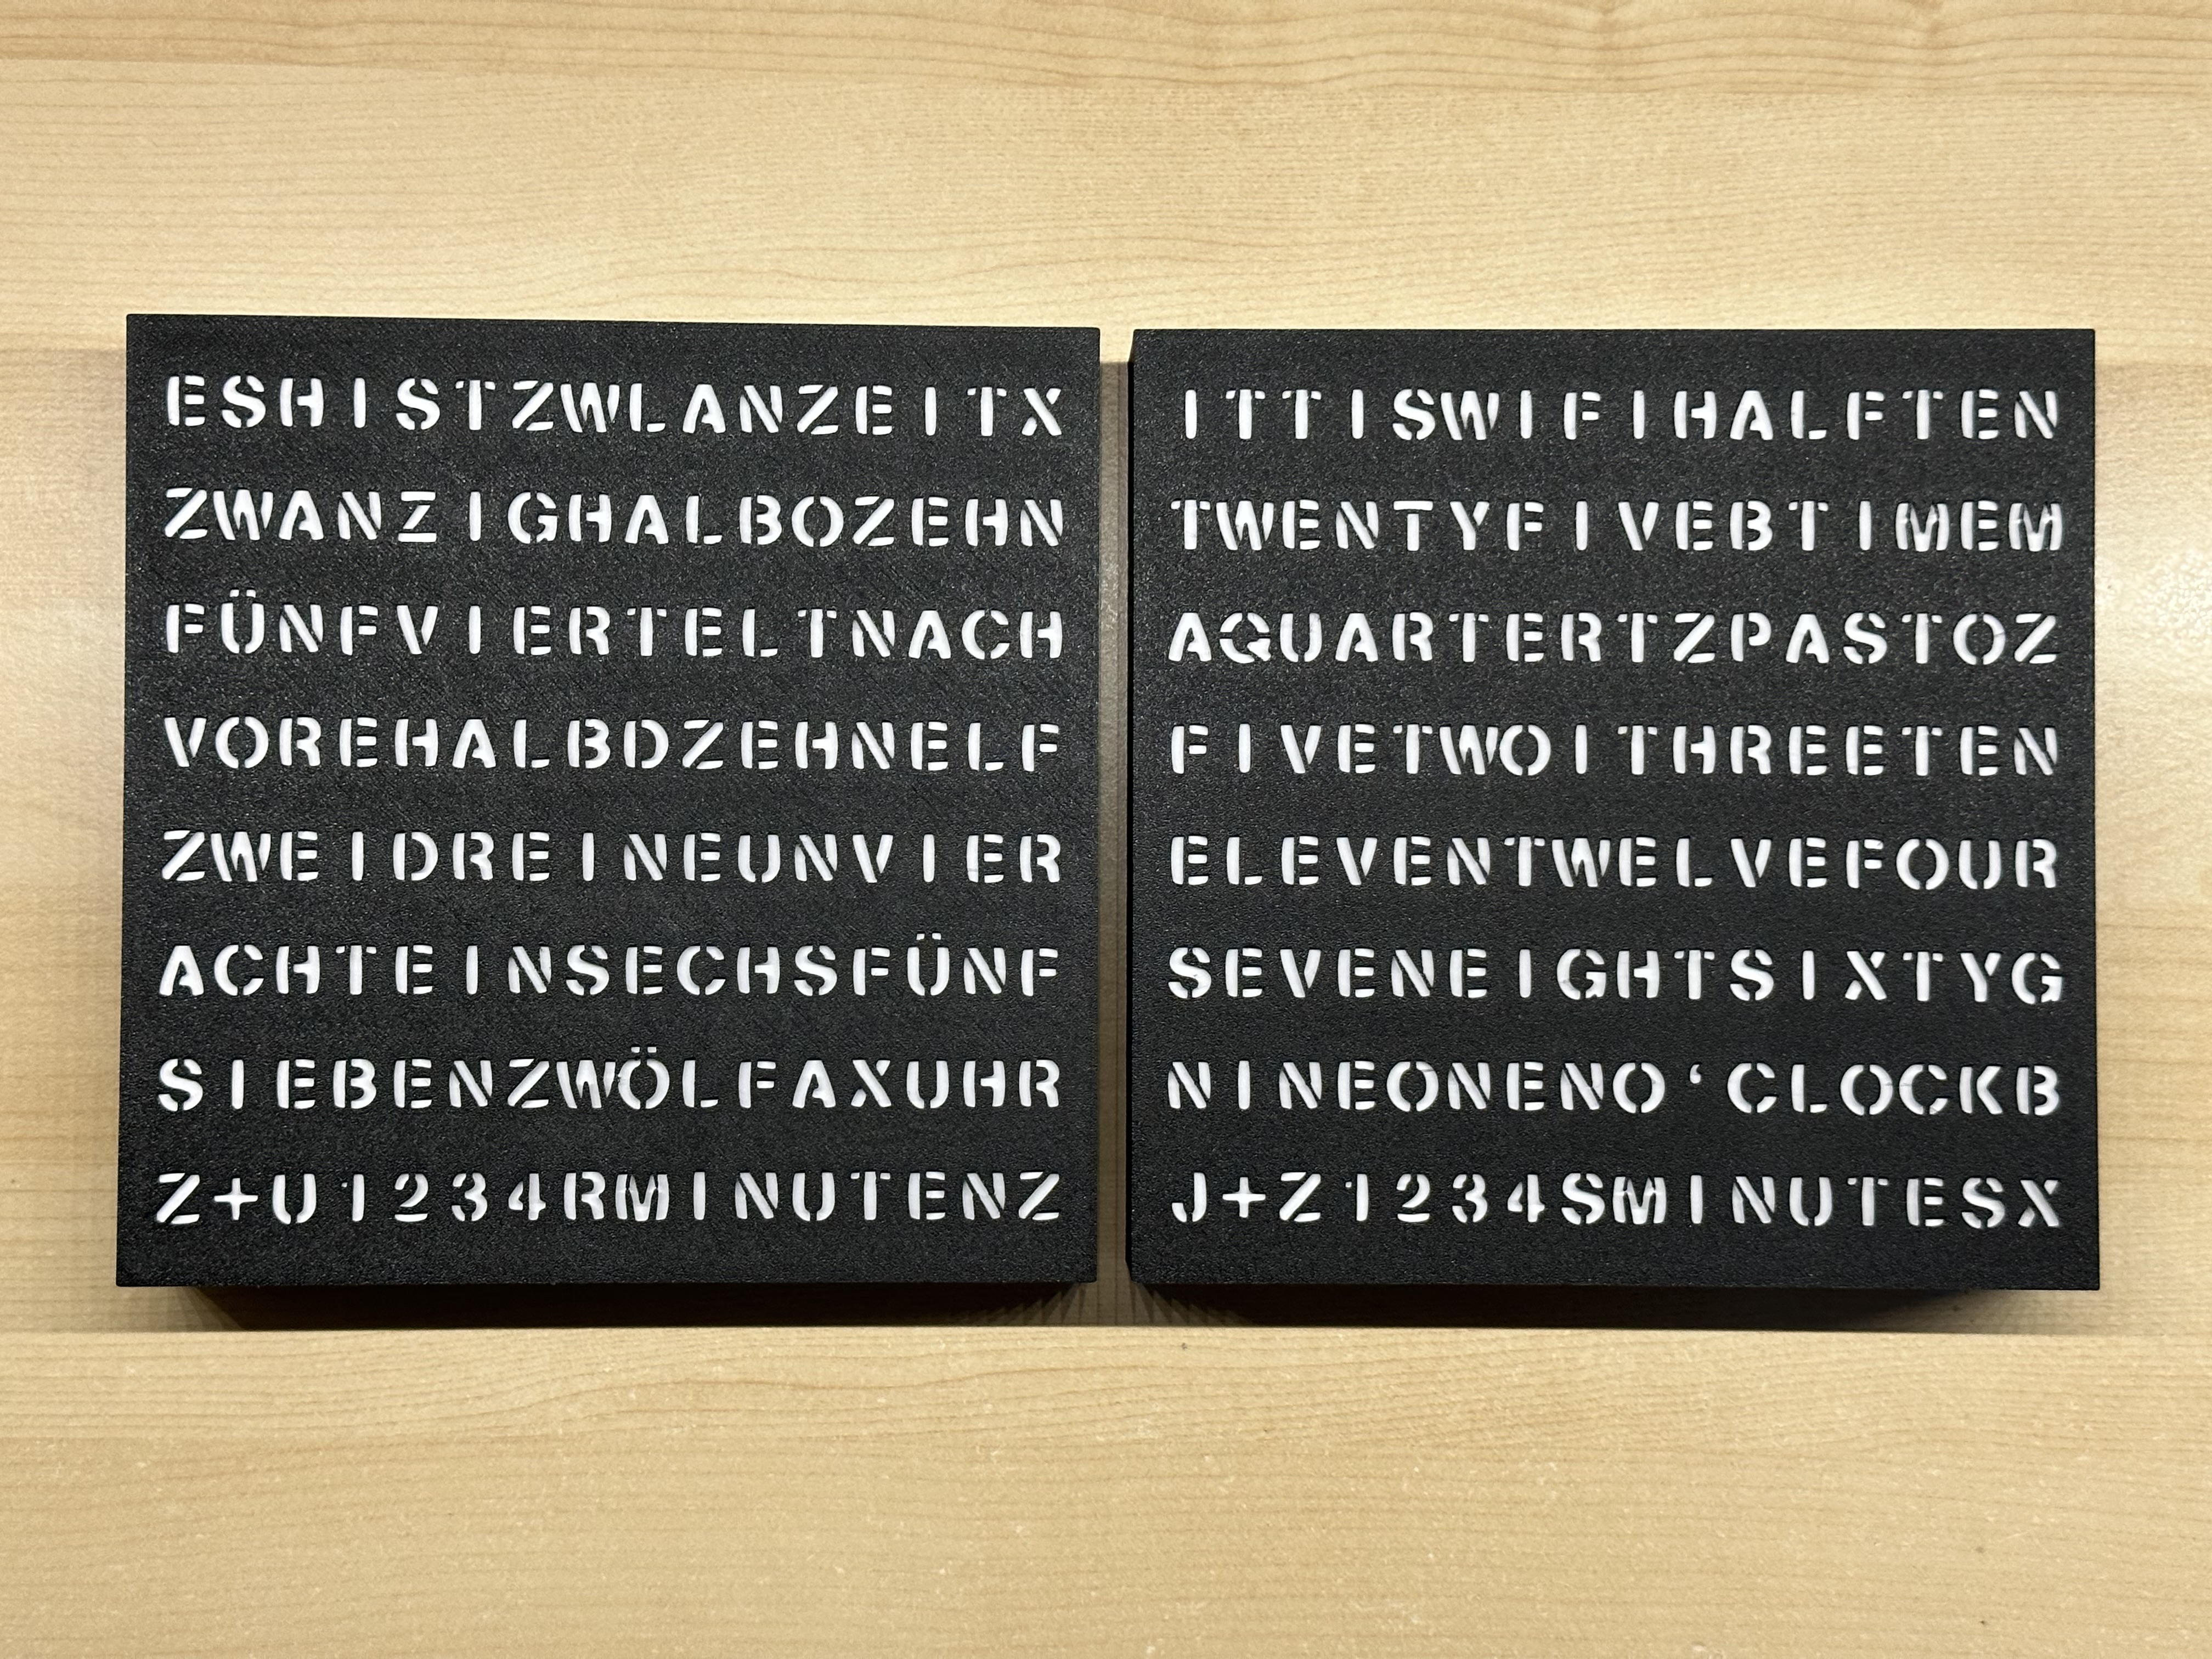 ESHISTZWLANZEITX
ZWANZIGHALBOZEHN
FÜNFVIERTELTNACH
VOREHALBDZEHNELF
ZWEIDREINEUNVIER
ACHTEINSECHSFÜNF
SIEBENZWÖLFAXUHR
Z+U1234RMINUTENZ
ITTISWIFIHALFTEN
TWENTYFIVEBTIMEM
AQUARTERTZPASTOZ
FIVETWOITHREETEN
ELEVENTWELVEFOUR
SEVENEIGHTSIXTYG
NINEONENO‘CLOCKB
J+Z1234SMINUTESX